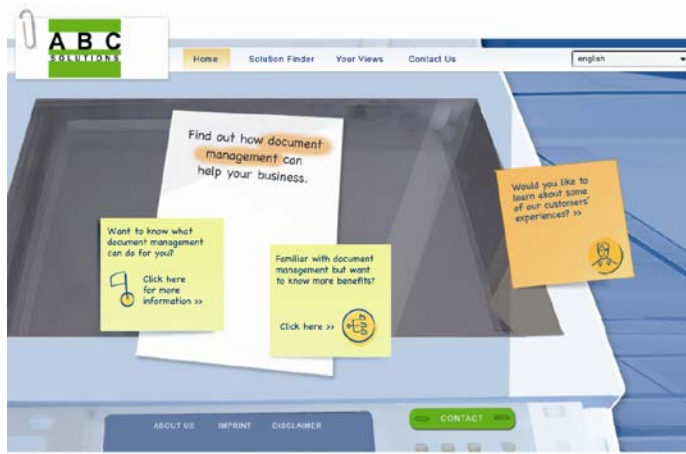 A B C
SOLUTIONS
Home Solution Finder Your Views Contact Us english
Find out how document
management can
help your business.
Would you like to
learn about some
of our customers'
experiences? >>
Want to know what
document management
can do for you?
Click here
for more
information >>
Familiar with document
management but want
to know more benefits?
Click here >>
ABOUT US IMPRINT DISCLAIMER
CONTACT